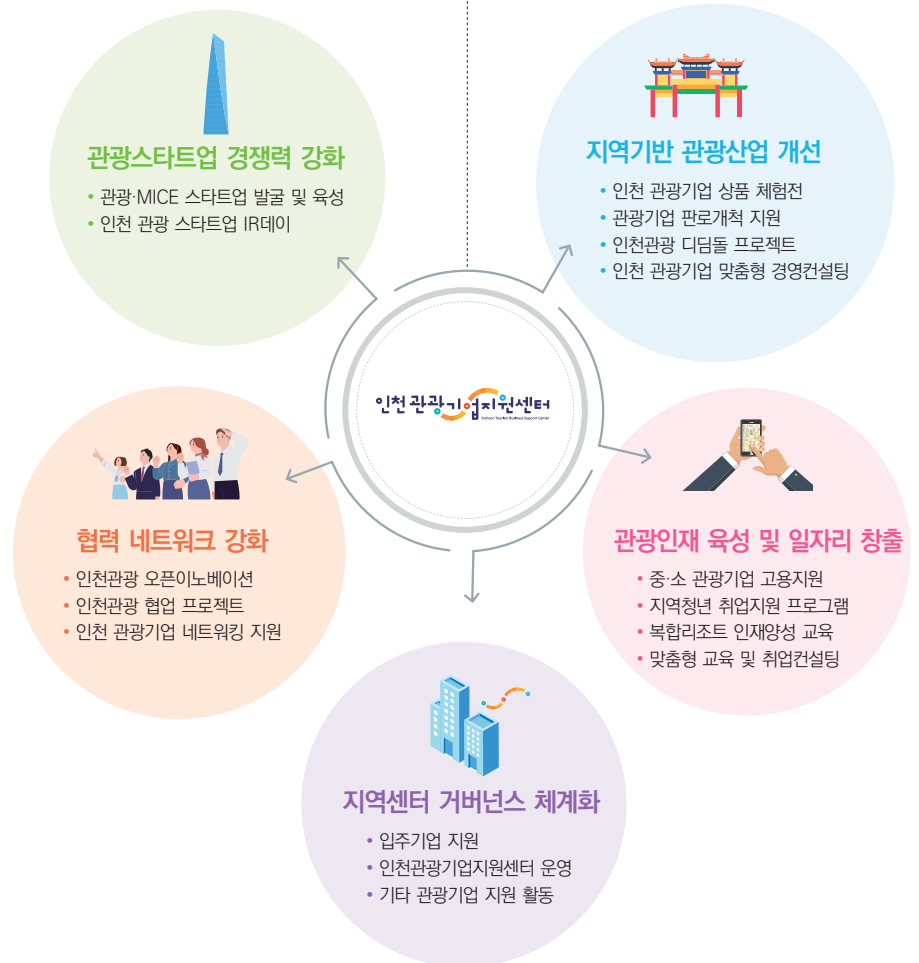 관광스타트업 경쟁력 강화
• 관광·MICE 스타트업 발굴 및 육성
• 인천 관광 스타트업 IR데이
지역기반 관광산업 개선
• 인천 관광기업 상품 체험전
• 관광기업 판로개척 지원
• 인천관광 디딤돌 프로젝트
• 인천 관광기업 맞춤형 경영컨설팅
인천관광기업지원센터
Incheon Tourism Business Support Center
협력 네트워크 강화
• 인천관광 오픈이노베이션
• 인천관광 협업 프로젝트
• 인천 관광기업 네트워킹 지원
관광인재 육성 및 일자리 창출
• 중·소 관광기업 고용지원
• 지역청년 취업지원 프로그램
• 복합리조트 인재양성 교육
• 맞춤형 교육 및 취업컨설팅
지역센터 거버넌스 체계화
• 입주기업 지원
• 인천관광기업지원센터 운영
• 기타 관광기업 지원 활동